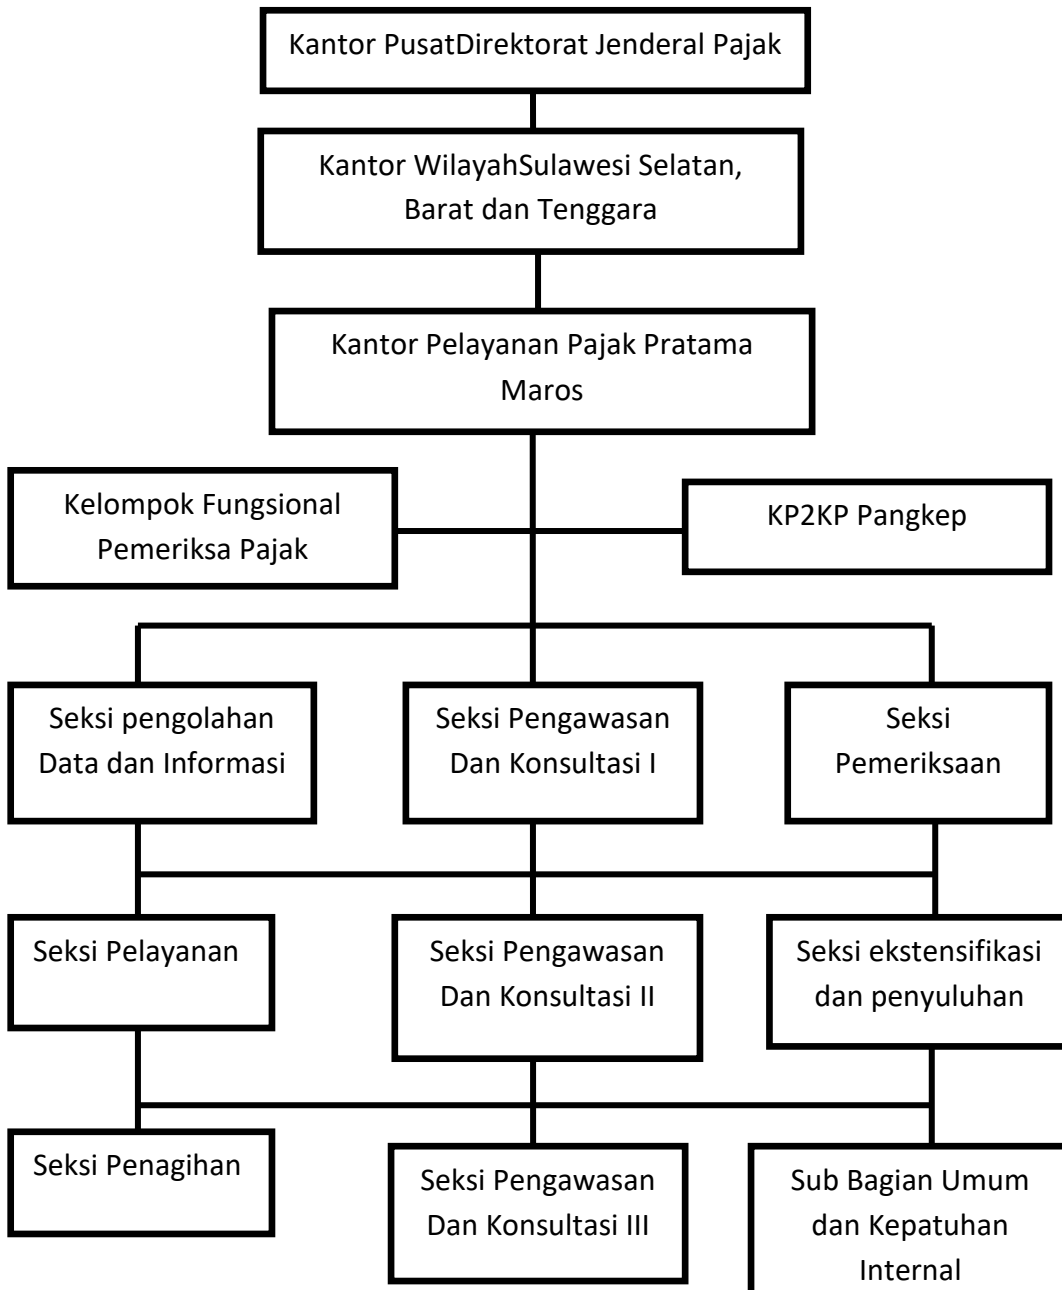 Kantor PusatDirektorat Jenderal Pajak
Kantor WilayahSulawesi Selatan,
Barat dan Tenggara
Kantor Pelayanan Pajak Pratama
Maros
Kelompok Fungsional
Pemeriksa Pajak
KP2KP Pangkep
Seksi pengolahan
Data dan Informasi
Seksi Pengawasan
Dan Konsultasi I
Seksi
Pemeriksaan
Seksi Pelayanan
Seksi Pengawasan
Dan Konsultasi II
Seksi ekstensifikasi
dan penyuluhan
Seksi Penagihan
Seksi Pengawasan
Dan Konsultasi III
Sub Bagian Umum
dan Kepatuhan
Internal